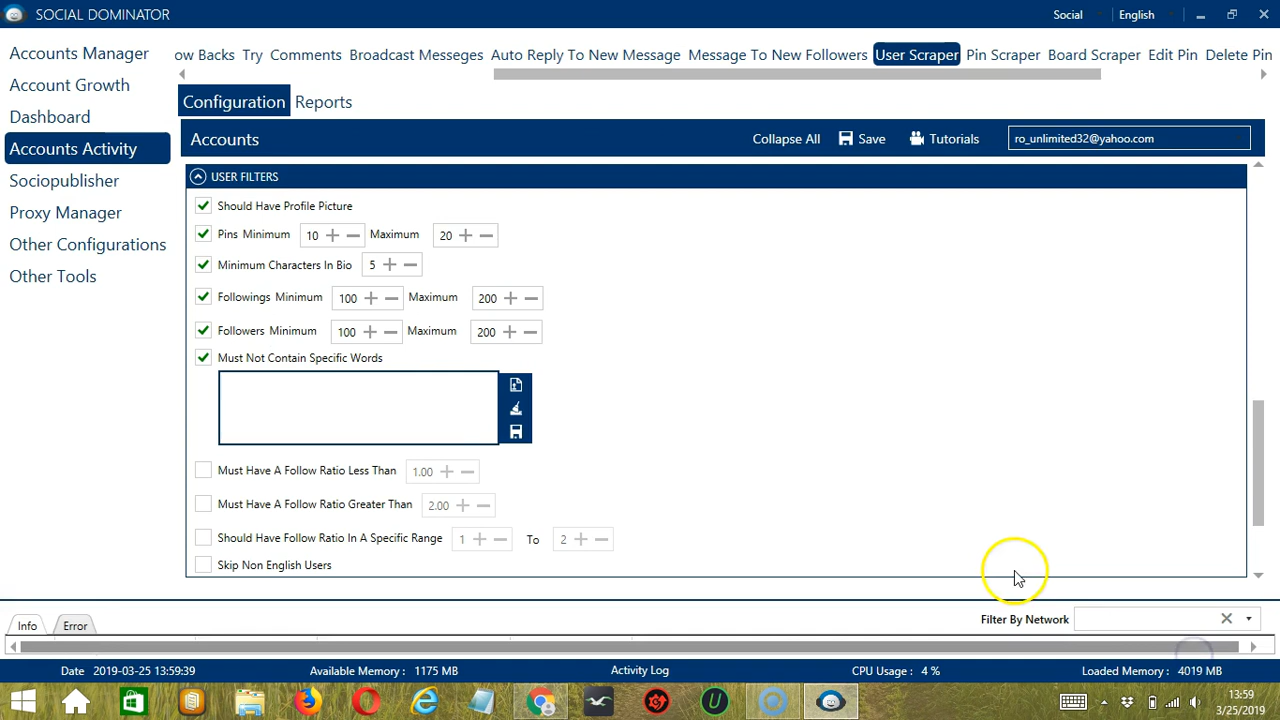 SOCIAL DOMINATOR Social English
Accounts Manager
Account Growth
Dashboard
Accounts Activity
Sociopublisher
Proxy Manager
Other Configurations
Other Tools
ow Backs Try Comments Broadcast Messeges Auto Reply To New Message Message To New Followers User Scraper Pin Scraper Board Scraper Edit Pin Delete Pin
Configuration Reports
Accounts Collapse All Save Tutorials ro_unlimited32@yahoo.com
USER FILTERS
Should Have Profile Picture
Pins Minimum 10 + − Maximum 20 + −
Minimum Characters In Bio 5 + −
Followings Minimum 100 + − Maximum 200 + −
Followers Minimum 100 + − Maximum 200 + −
Must Not Contain Specific Words
Must Have A Follow Ratio Less Than 1.00 + −
Must Have A Follow Ratio Greater Than 2.00 + −
Should Have Follow Ratio In A Specific Range 1 + − To 2 + −
Skip Non English Users
Info Error Filter By Network
Date 2019-03-25 13:59:39 Available Memory : 1175 MB Activity Log CPU Usage : 4 % Loaded Memory : 4019 MB
13:59
3/25/2019